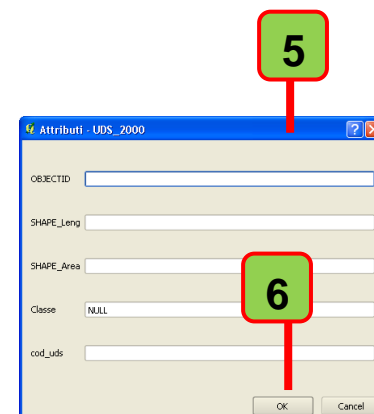 5
Attributi - UDS_2000
OBJECTID
SHAPE_Leng
SHAPE_Area
6
Classe NULL
cod_uds
OK Cancel